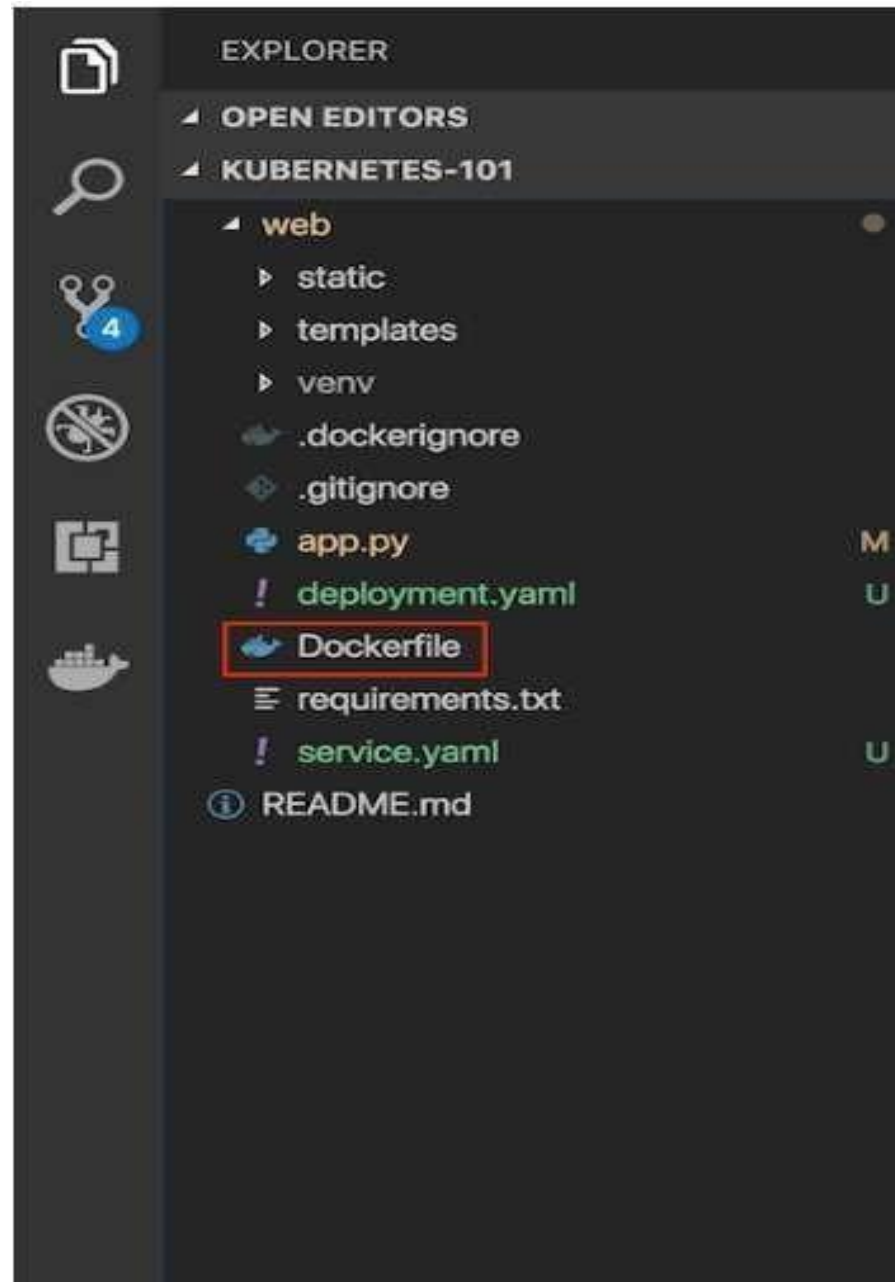 EXPLORER
OPEN EDITORS
KUBERNETES-101
web
static
templates
venv
.dockerignore
.gitignore
app.py M
deployment.yaml U
Dockerfile
requirements.txt
service.yaml U
README.md
4